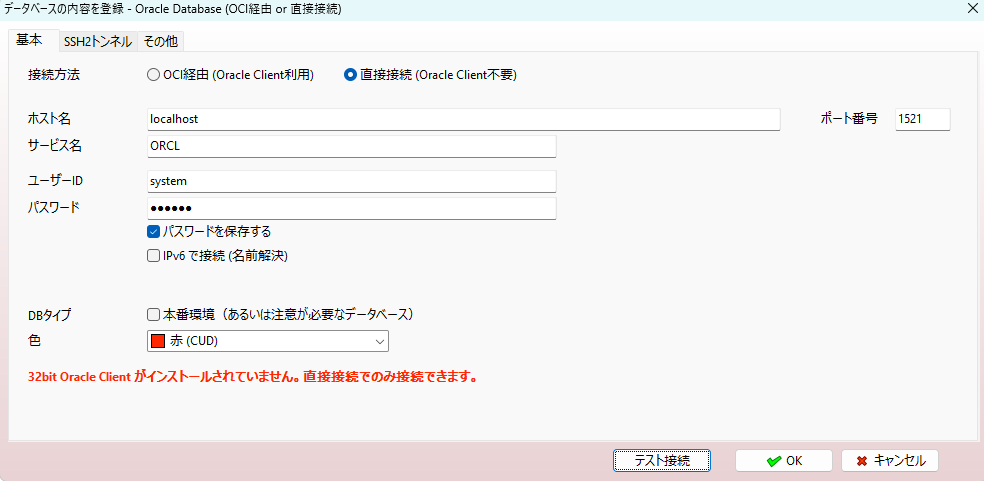 データベースの内容を登録 - Oracle Database (OCI経由 or 直接接続)
基本 SSH2トンネル その他
接続方法 OCI経由 (Oracle Client利用) 直接接続 (Oracle Client不要)
ホスト名 localhost ポート番号 1521
サービス名 ORCL
ユーザーID system
パスワード ●●●●●●
パスワードを保存する
IPv6 で接続 (名前解決)
DBタイプ 本番環境（あるいは注意が必要なデータベース）
色 赤 (CUD)
32bit Oracle Client がインストールされていません。直接接続でのみ接続できます。
テスト接続 OK キャンセル